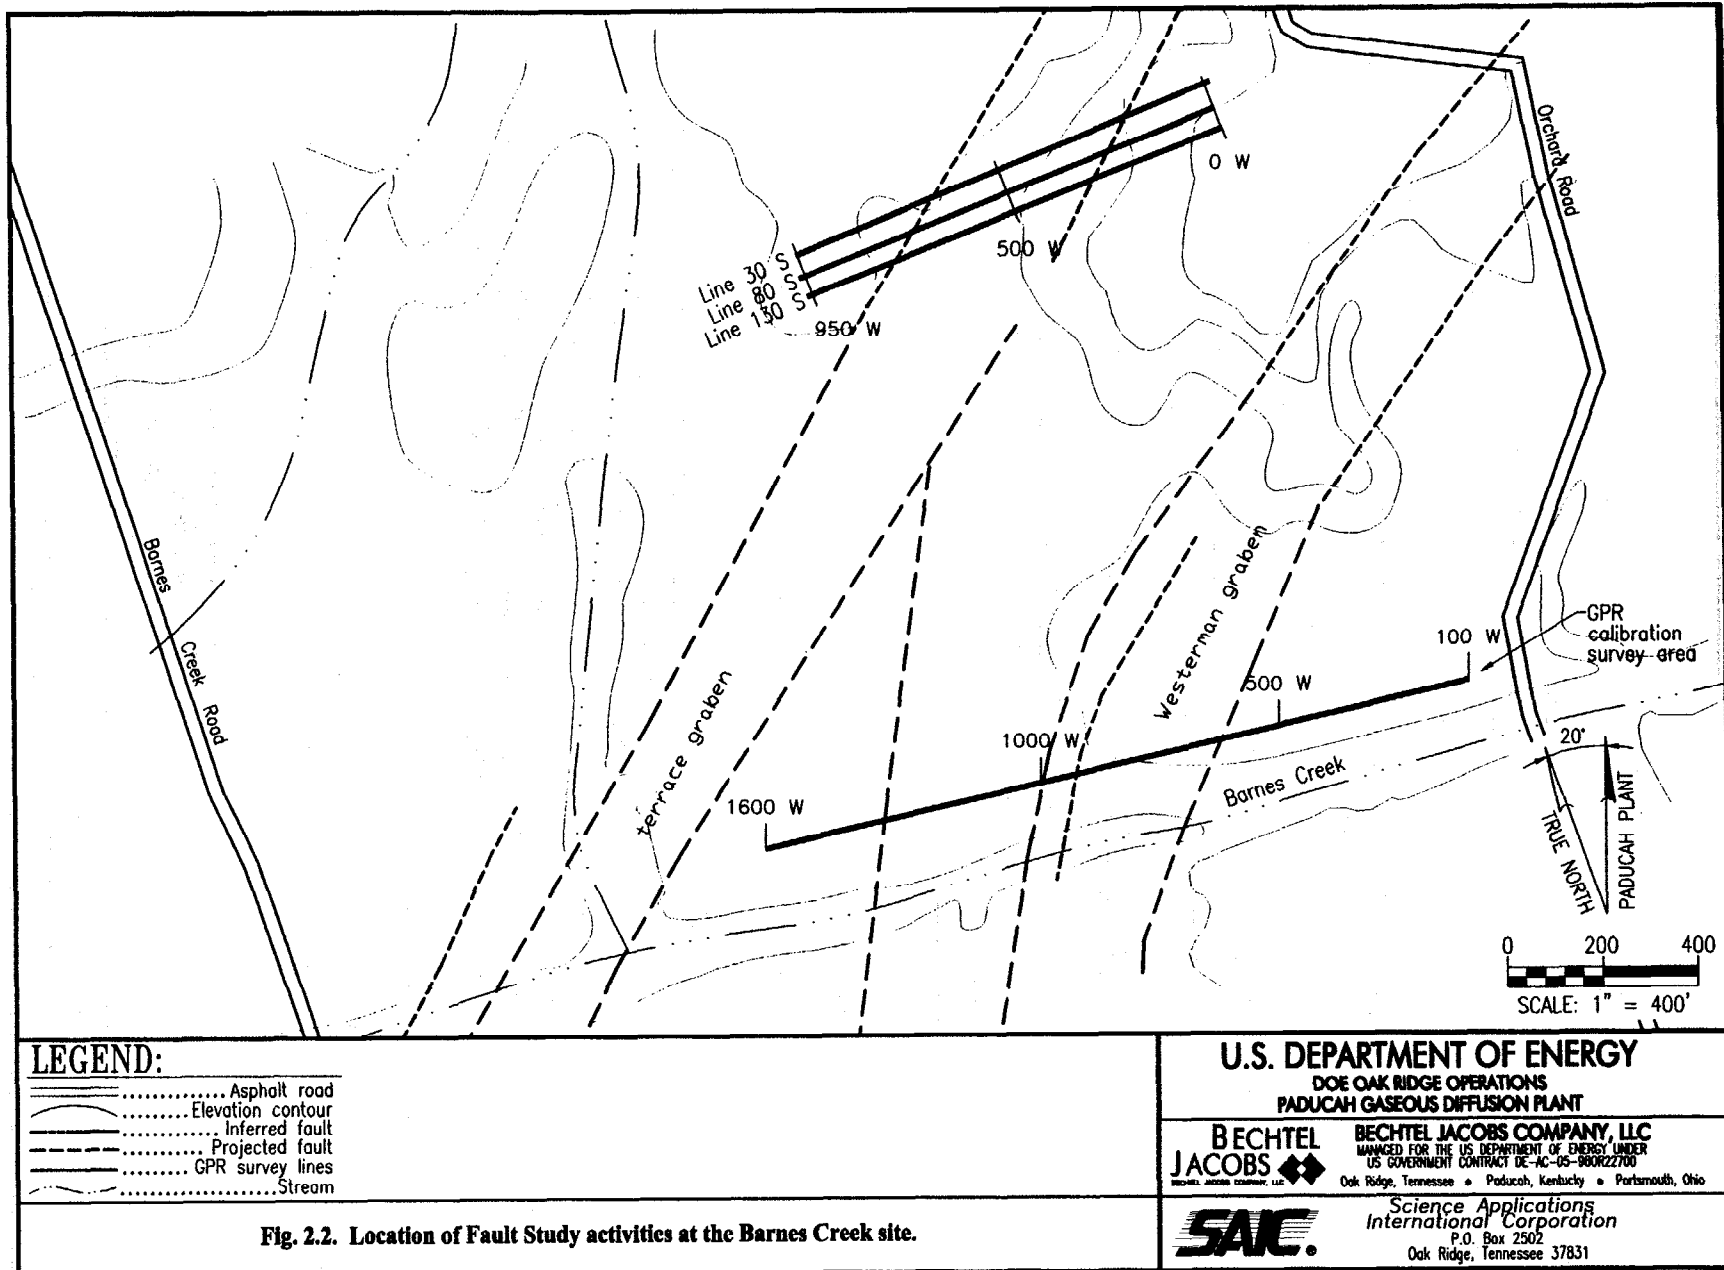 Orchard Road
0 W
500 W
Line 30 S
Line 80 S
Line 130 S
950 W
Barnes Creek Road
Westerman graben
terrace graben
GPR
calibration
survey area
100 W
500 W
1000 W
1600 W
Barnes Creek
20°
TRUE NORTH
PADUCAH PLANT
0 200 400
SCALE: 1" = 400'
LEGEND:
Asphalt road
Elevation contour
Inferred fault
Projected fault
GPR survey lines
Stream
Fig. 2.2. Location of Fault Study activities at the Barnes Creek site.
U.S. DEPARTMENT OF ENERGY
DOE OAK RIDGE OPERATIONS
PADUCAH GASEOUS DIFFUSION PLANT
BECHTEL
JACOBS
BECHTEL JACOBS COMPANY, LLC
BECHTEL JACOBS COMPANY, LLC
MANAGED FOR THE US DEPARTMENT OF ENERGY UNDER
US GOVERNMENT CONTRACT DE-AC-05-98OR22700
Oak Ridge, Tennessee • Paducah, Kentucky • Portsmouth, Ohio
SAIC®
Science Applications
International Corporation
P.O. Box 2502
Oak Ridge, Tennessee 37831